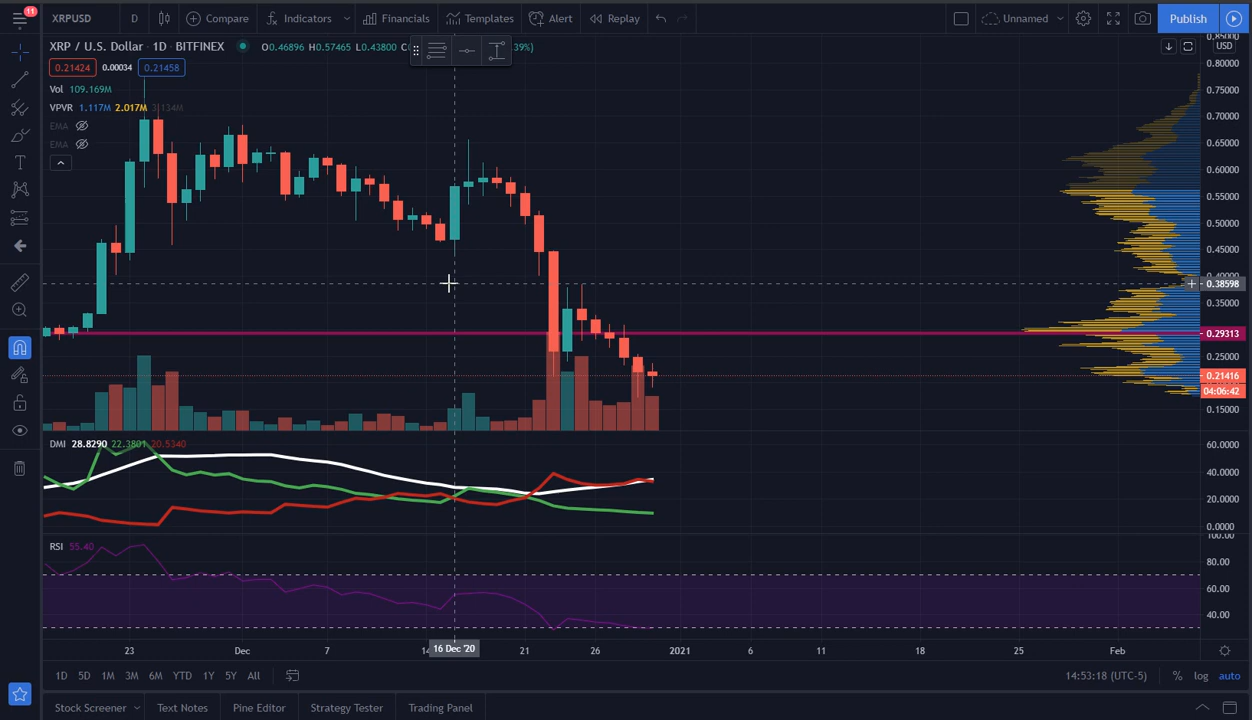 11
XRPUSD D Compare Indicators Financials Templates Alert Replay Unnamed Publish
XRP / U.S. Dollar · 1D · BITFINEX O0.46896 H0.57465 L0.43800 39%)
0.21424 0.00034 0.21458
Vol 109.169M
VPVR 1.117M 2.017M 3.134M
EMA
EMA
USD
0.85000
0.80000
0.75000
0.70000
0.65000
0.60000
0.55000
0.50000
0.45000
0.40000
0.38598
0.35000
0.29313
0.25000
0.21416
04:06:42
0.15000
DMI 28.8290 22.3801 20.5340
60.0000
40.0000
20.0000
0.0000
RSI 55.40
100.00
80.00
60.00
40.00
23 Dec 7 14 16 Dec '20 21 26 2021 6 11 18 25 Feb
1D 5D 1M 3M 6M YTD 1Y 5Y All 14:53:18 (UTC-5) % log auto
Stock Screener Text Notes Pine Editor Strategy Tester Trading Panel